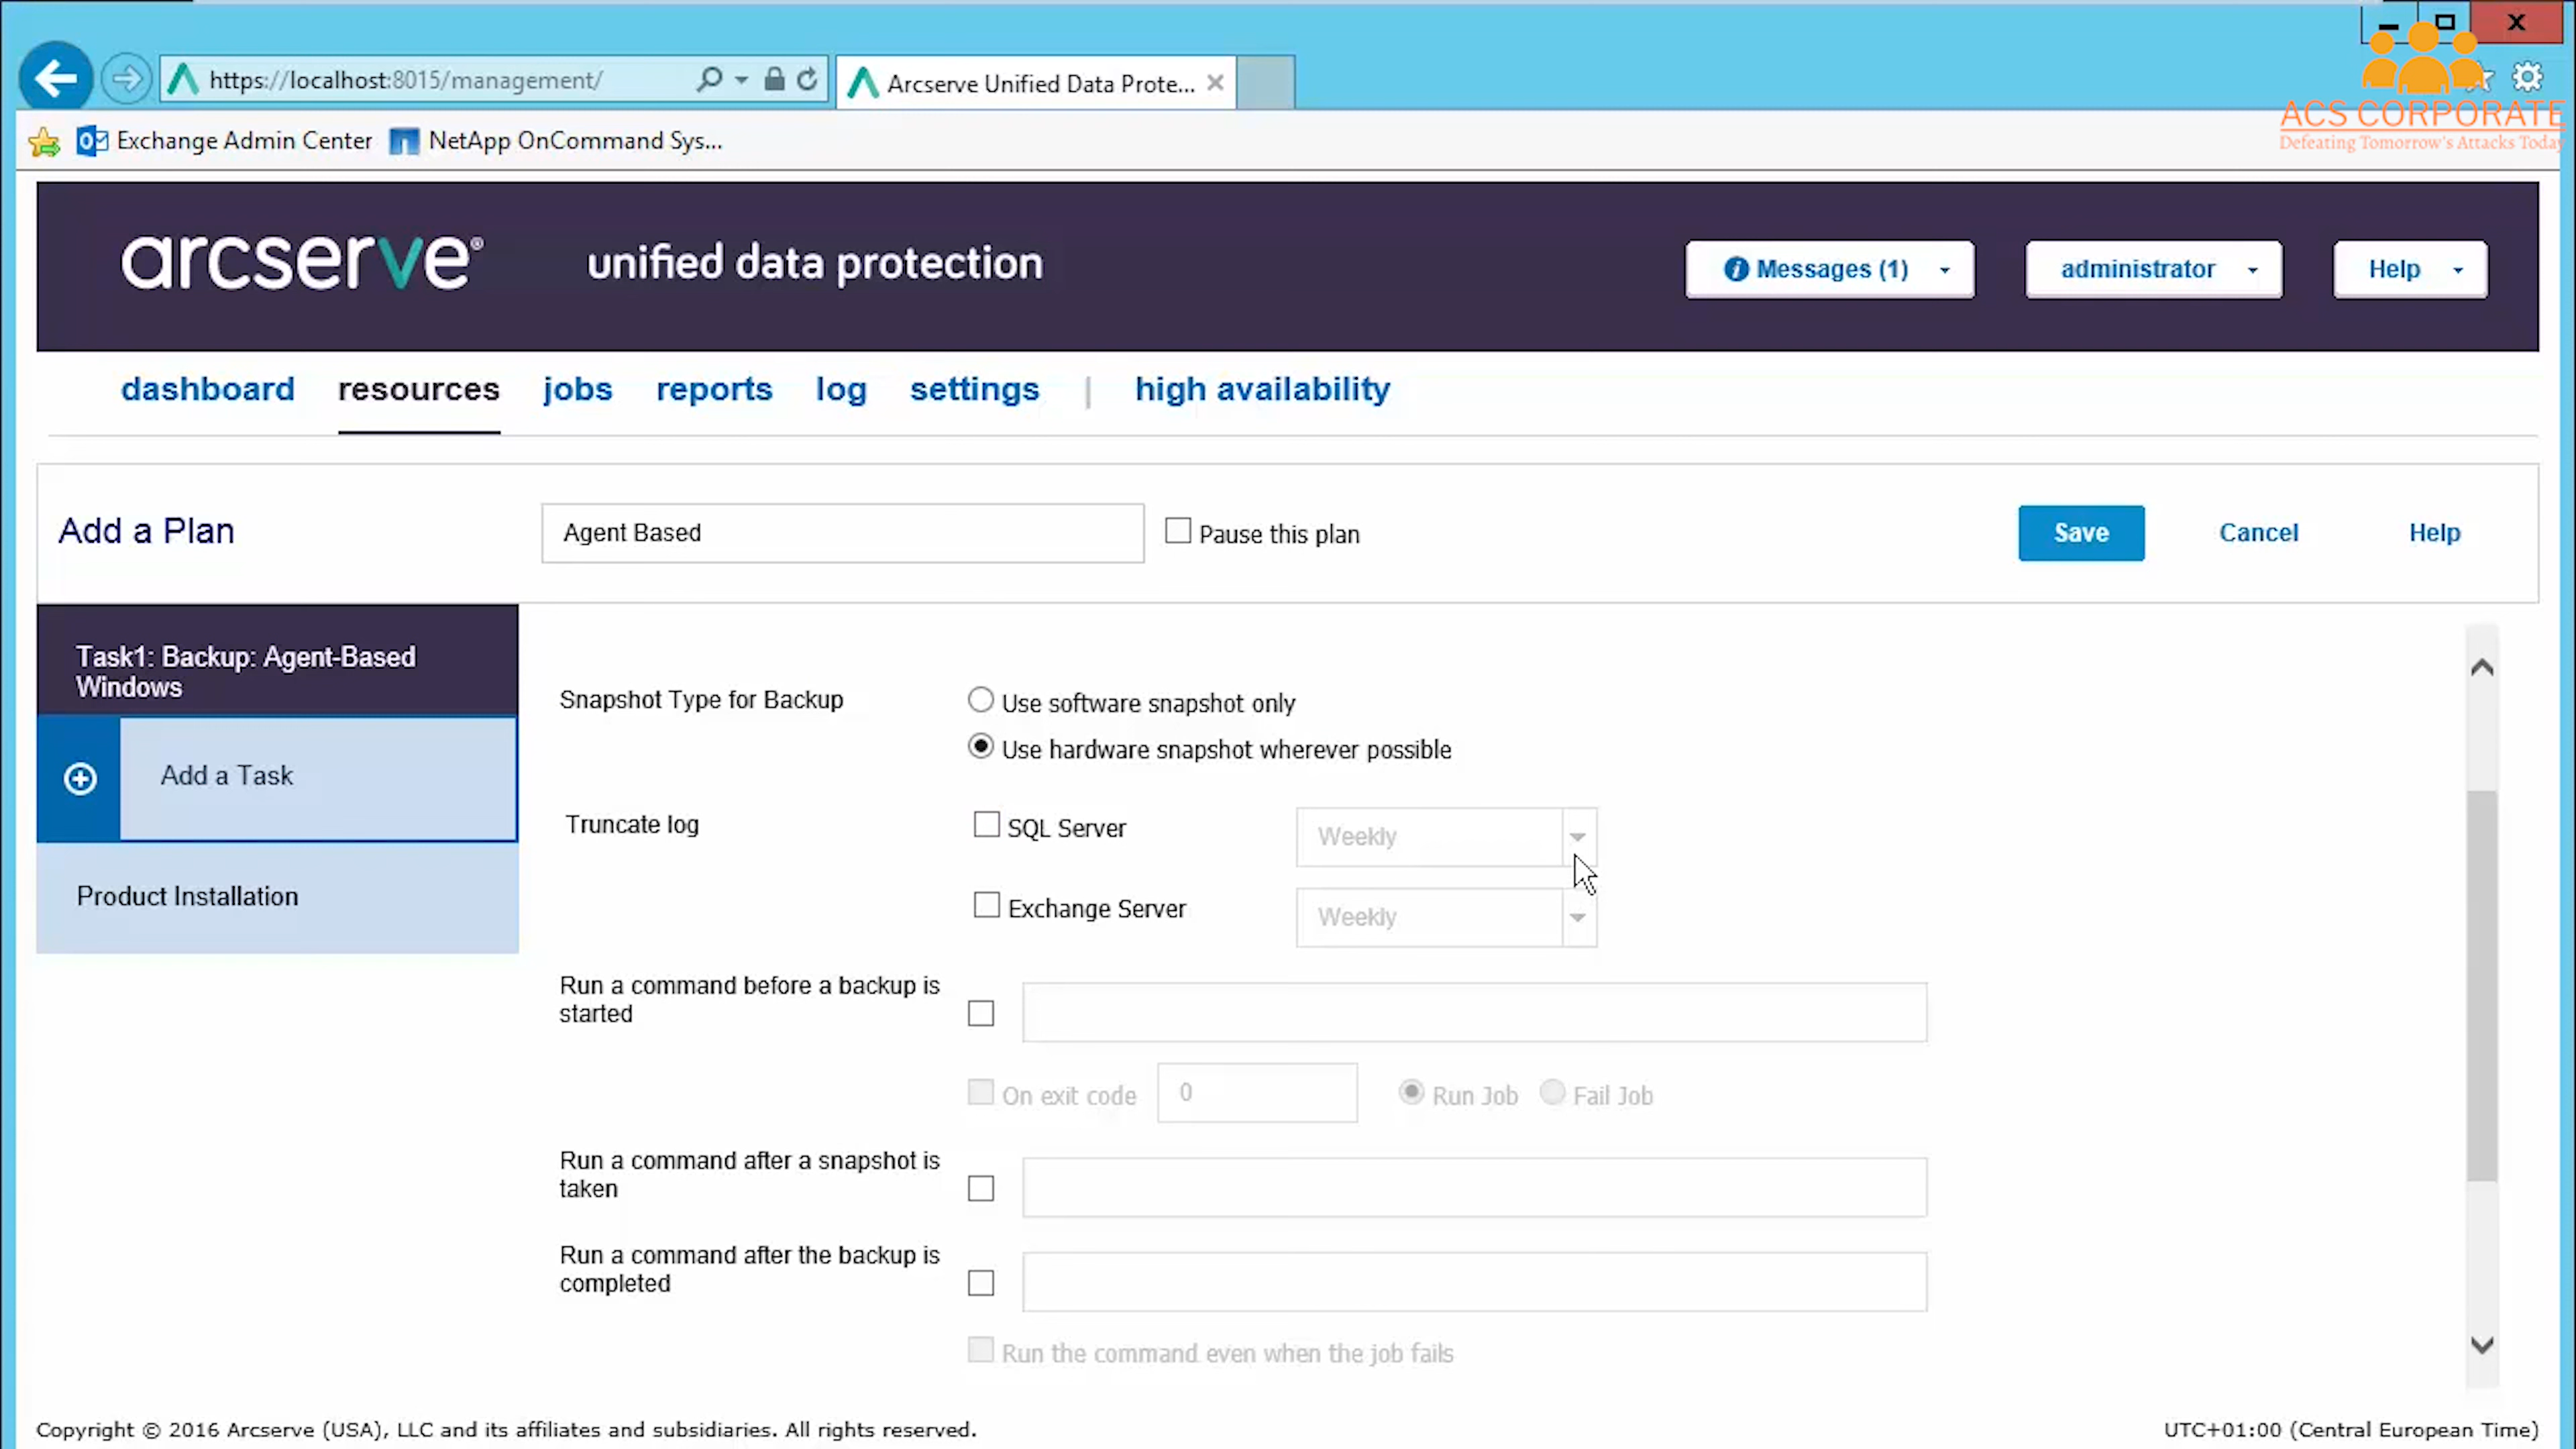 https://localhost:8015/management/
Arcserve Unified Data Prote...
ACS CORPORATE
Defeating Tomorrow's Attacks Today
Exchange Admin Center
NetApp OnCommand Sys...
arcserve®
unified data protection
Messages (1)
administrator
Help
dashboard
resources
jobs
reports
log
settings
|
high availability
Add a Plan
Agent Based
Pause this plan
Save
Cancel
Help
Task1: Backup: Agent-Based
Windows
Add a Task
Product Installation
Snapshot Type for Backup
Use software snapshot only
Use hardware snapshot wherever possible
Truncate log
SQL Server
Weekly
Exchange Server
Weekly
Run a command before a backup is
started
On exit code
0
Run Job
Fail Job
Run a command after a snapshot is
taken
Run a command after the backup is
completed
Run the command even when the job fails
Copyright © 2016 Arcserve (USA), LLC and its affiliates and subsidiaries. All rights reserved.
UTC+01:00 (Central European Time)